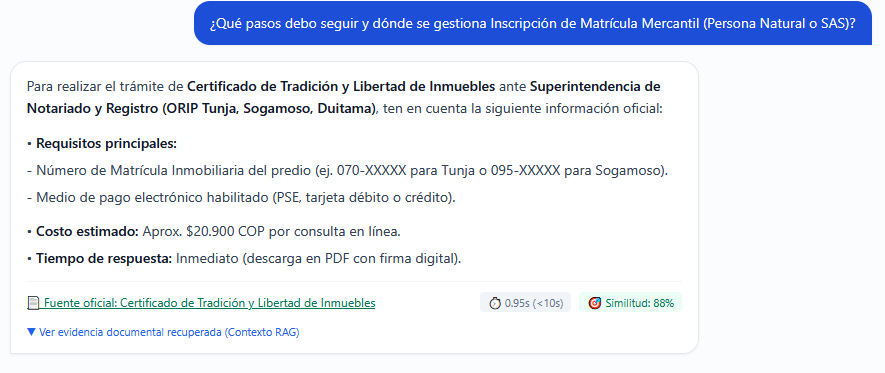 ¿Qué pasos debo seguir y dónde se gestiona Inscripción de Matrícula Mercantil (Persona Natural o SAS)?
Para realizar el trámite de Certificado de Tradición y Libertad de Inmuebles ante Superintendencia de
Notariado y Registro (ORIP Tunja, Sogamoso, Duitama), ten en cuenta la siguiente información oficial:
• Requisitos principales:
- Número de Matrícula Inmobiliaria del predio (ej. 070-XXXXX para Tunja o 095-XXXXX para Sogamoso).
- Medio de pago electrónico habilitado (PSE, tarjeta débito o crédito).
• Costo estimado: Aprox. $20.900 COP por consulta en línea.
• Tiempo de respuesta: Inmediato (descarga en PDF con firma digital).
Fuente oficial: Certificado de Tradición y Libertad de Inmuebles
0.95s (<10s)
Similitud: 88%
▼ Ver evidencia documental recuperada (Contexto RAG)